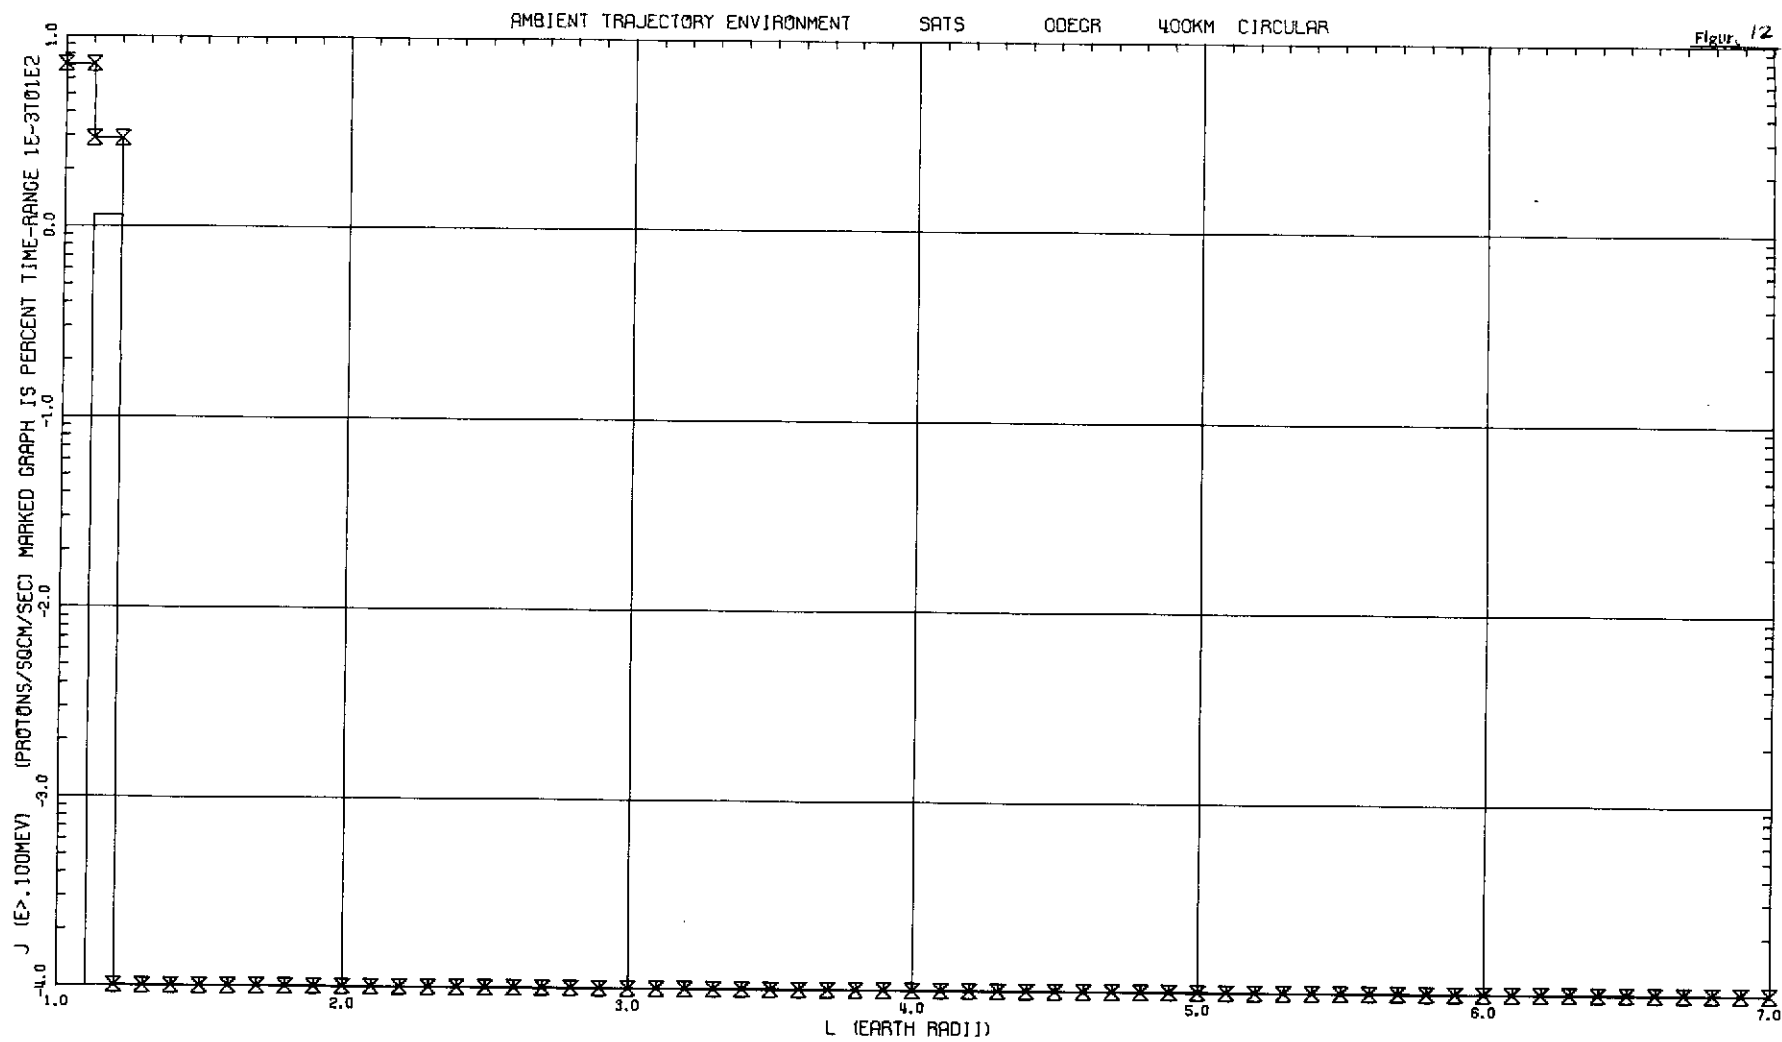 AMBIENT TRAJECTORY ENVIRONMENT SATS 0DEGR 400KM CIRCULAR
Figure 12
J (E>.100MEV) (PROTONS/SQCM/SEC) MARKED GRAPH IS PERCENT TIME-RANGE 1E-3TO1E2
1.0
0.0
-1.0
-2.0
-3.0
-4.0
1.0 2.0 3.0 4.0 5.0 6.0 7.0
L (EARTH RADII)